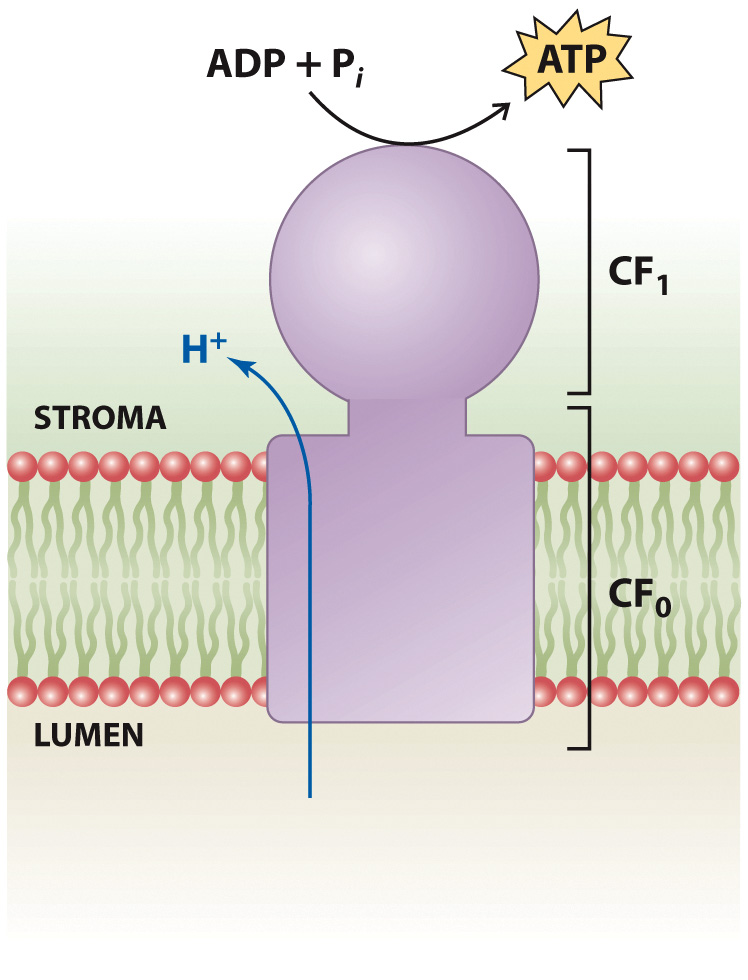 ADP + Pᵢ
ATP
CF₁
H⁺
STROMA
CF₀
LUMEN